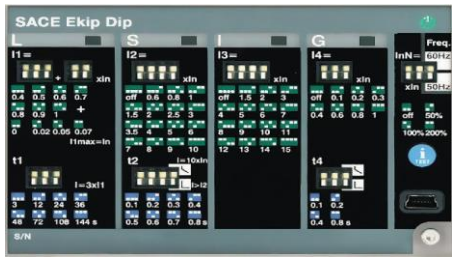 SACE Ekip Dip
L S I G
Freq.
I1= I2= I3= I4= InN= 60Hz
+ xIn xIn xIn xIn xIn 50Hz
0.4 0.5 0.6 0.7
0.8 0.9 1 +
0 0.02 0.05 0.07
I1max=In
off 0.6 0.8 1
1.5 2 2.5 3
3.5 4 5 6
7 8 9 10
off 1.5 2 3
4 5 6 7
8 9 10 11
12 13 14 15
off 0.1 0.2 0.3
0.4 0.6 0.8 1
off 50%
100% 200%
i
TEST
t1
I=3xI1
3 12 24 36
48 72 108 144 s
t2
I=10xIn
I>I2
0.1 0.2 0.3 0.4
0.5 0.6 0.7 0.8 s
t4
0.1 0.2
0.4 0.8 s
S/N